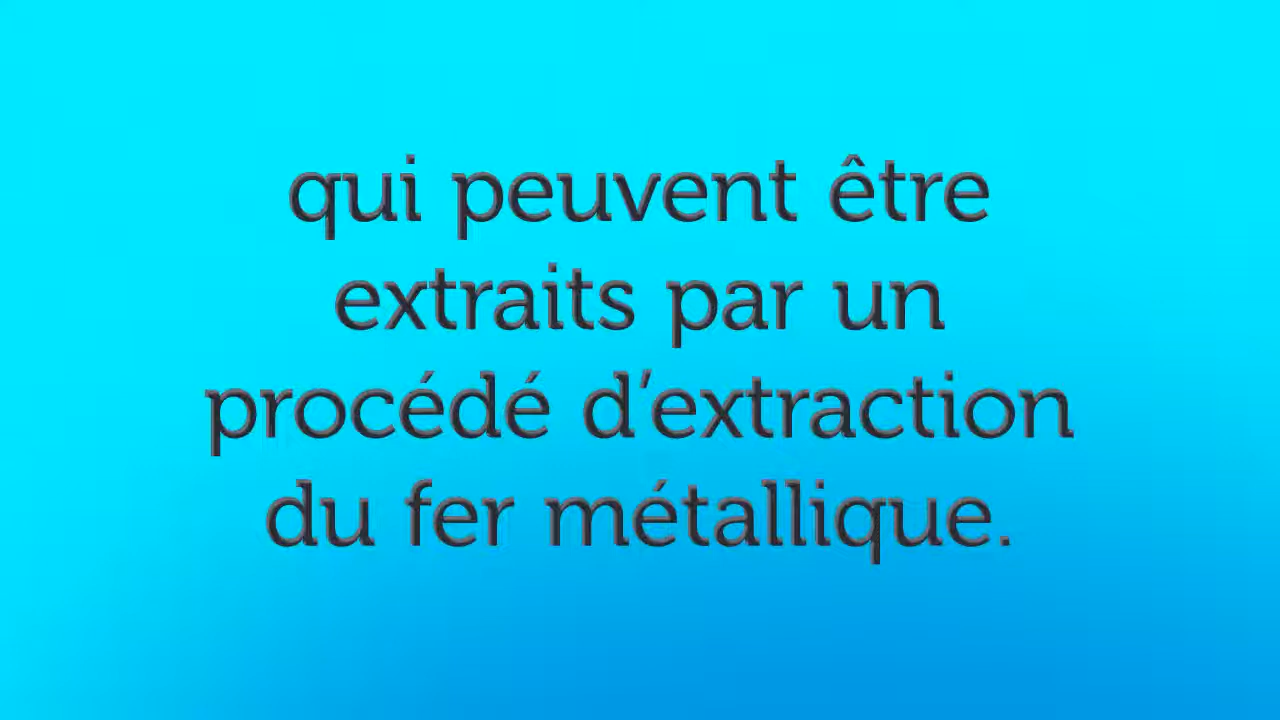 qui peuvent être
extraits par un
procédé d’extraction
du fer métallique.